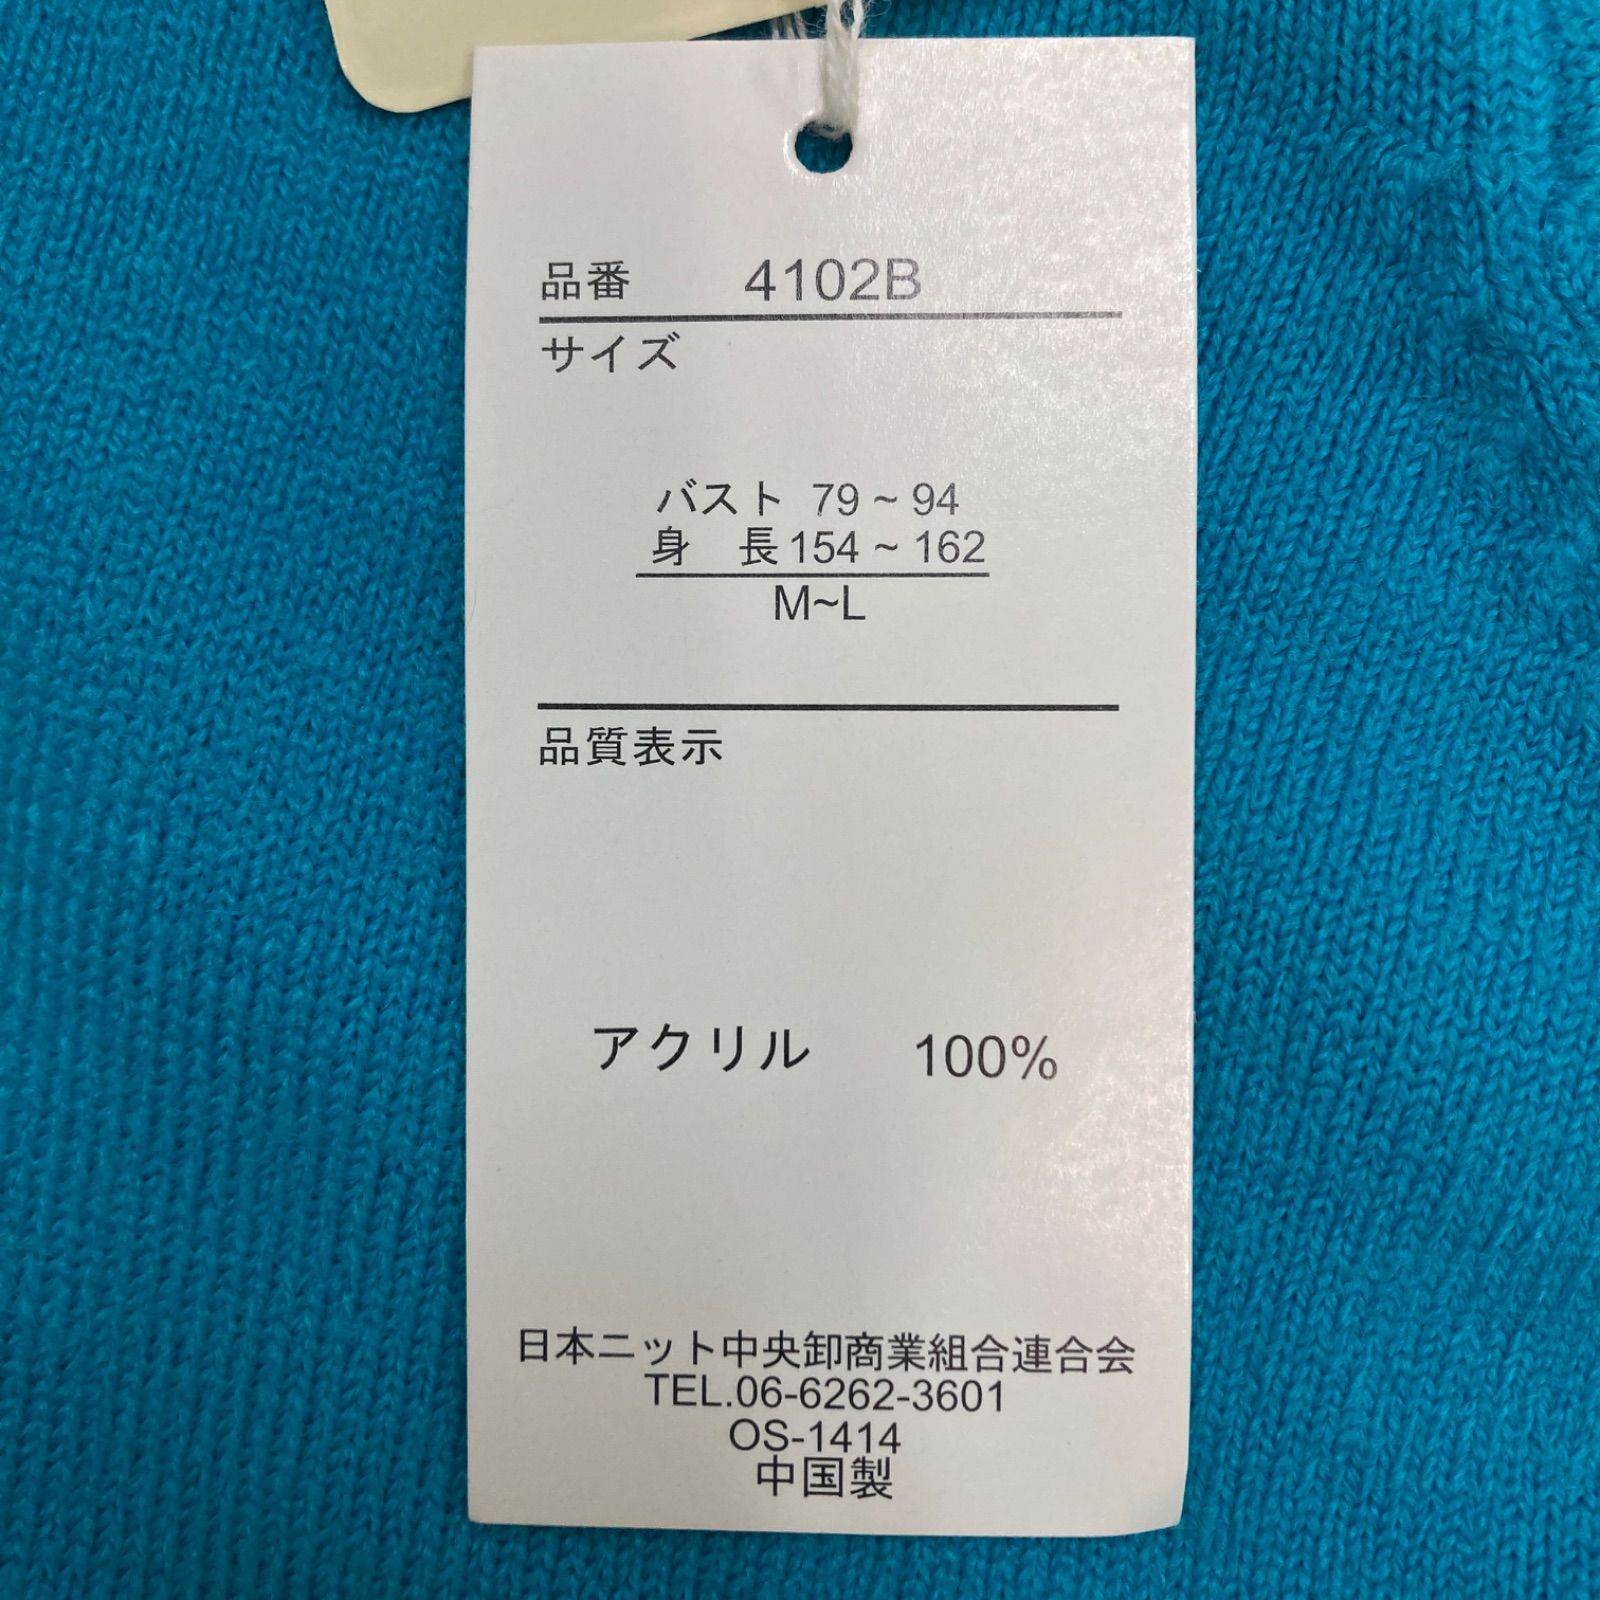 品番 4102B
サイズ
バスト 79 ~ 94
身 長 154 ~ 162
M~L
品質表示
アクリル 100%
日本ニット中央卸商業組合連合会
TEL.06-6262-3601
OS-1414
中国製